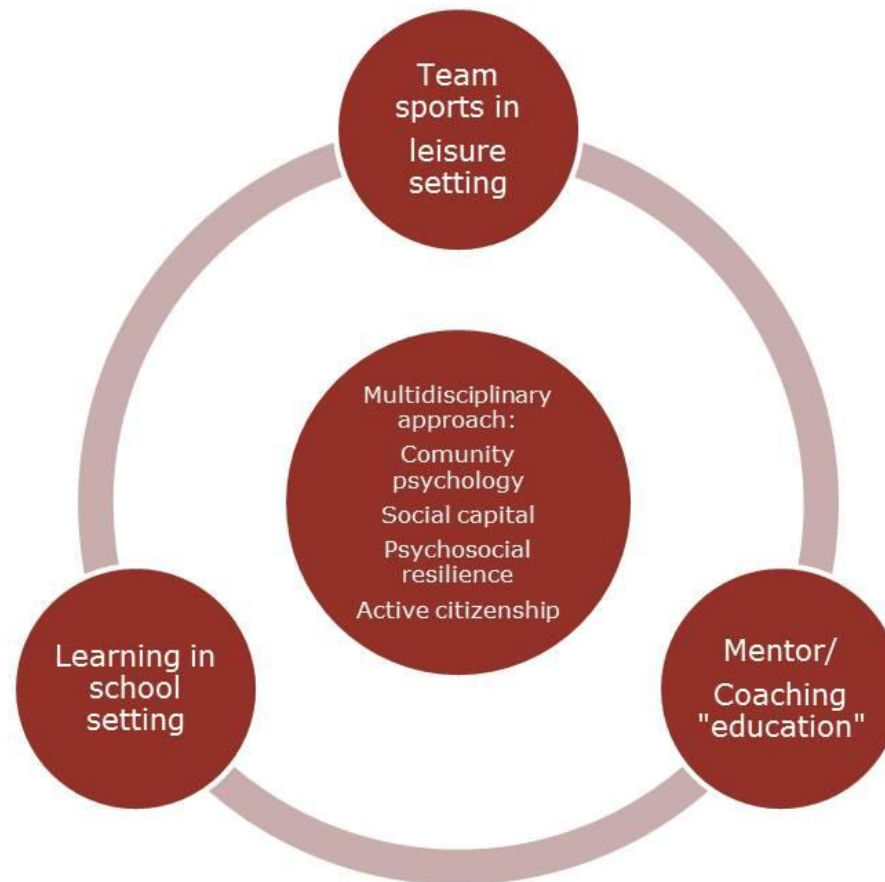 Team
sports in
leisure
setting
Multidisciplinary
approach:
Comunity
psychology
Social capital
Psychosocial
resilience
Active citizenship
Learning in
school
setting
Mentor/
Coaching
"education"